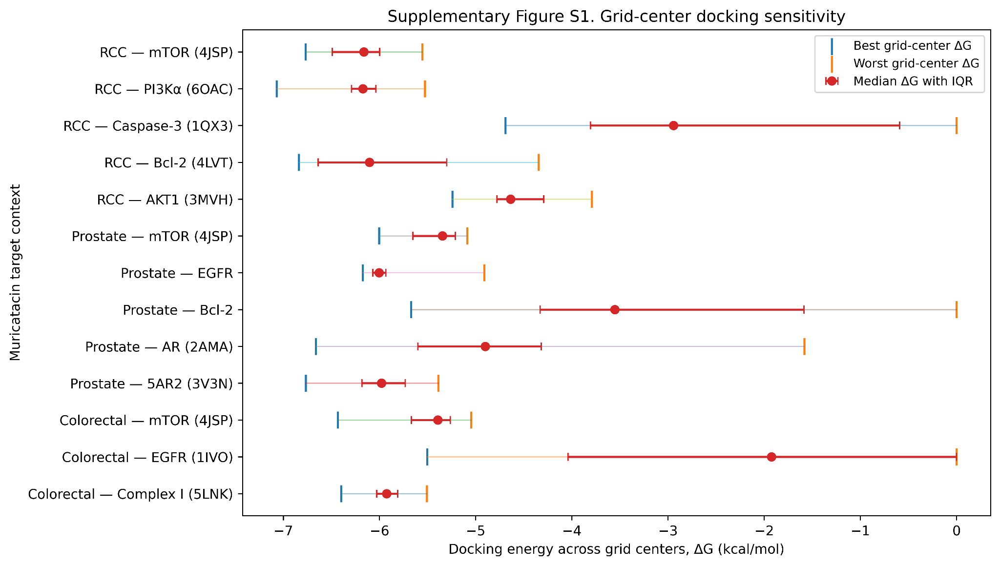 Supplementary Figure S1. Grid-center docking sensitivity
Best grid-center ΔG
Worst grid-center ΔG
Median ΔG with IQR
Muricatacin target context
RCC — mTOR (4JSP)
RCC — PI3Kα (6OAC)
RCC — Caspase-3 (1QX3)
RCC — Bcl-2 (4LVT)
RCC — AKT1 (3MVH)
Prostate — mTOR (4JSP)
Prostate — EGFR
Prostate — Bcl-2
Prostate — AR (2AMA)
Prostate — 5AR2 (3V3N)
Colorectal — mTOR (4JSP)
Colorectal — EGFR (1IVO)
Colorectal — Complex I (5LNK)
−7 −6 −5 −4 −3 −2 −1 0
Docking energy across grid centers, ΔG (kcal/mol)